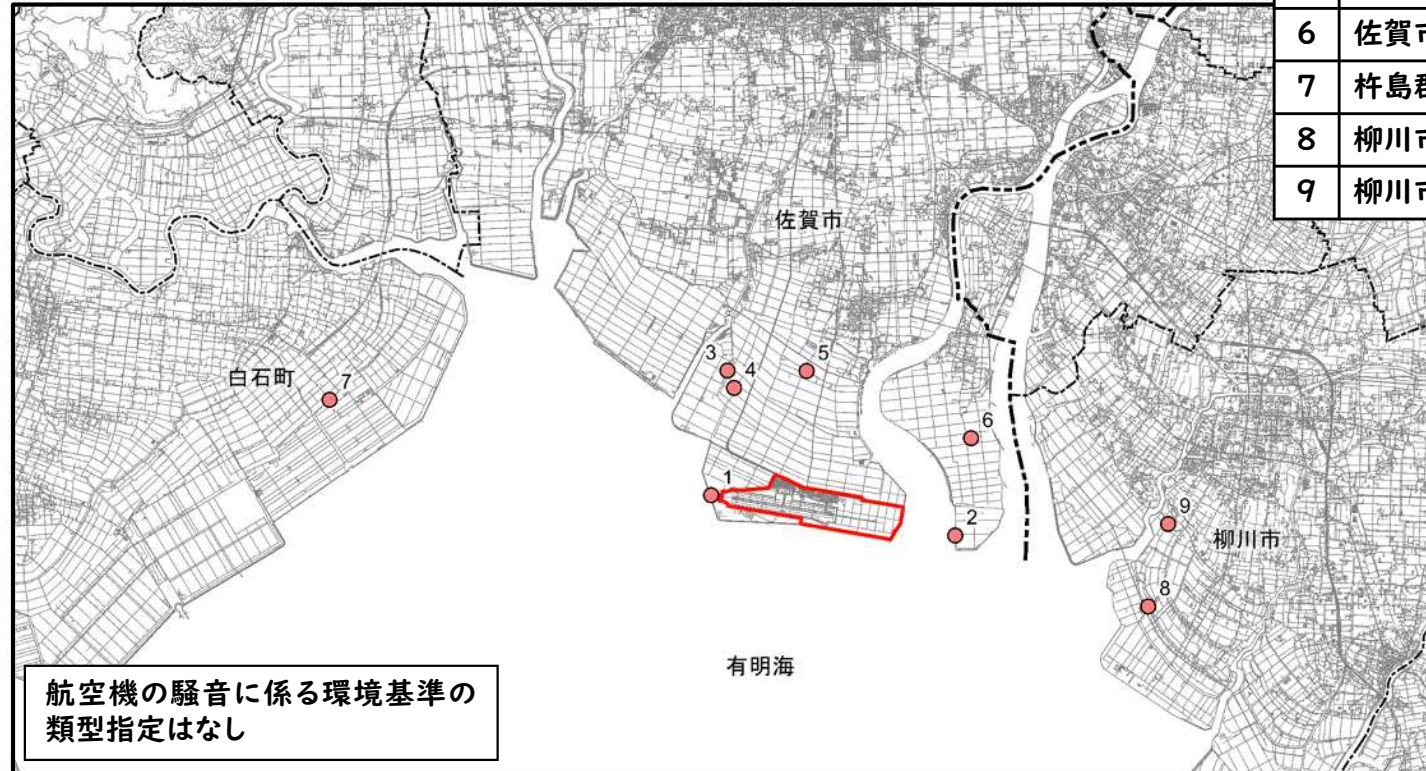 6 佐賀市
7 杵島郡
8 柳川市
9 柳川市
佐賀市
3
4
5
白石町
7
6
1
2
9
柳川市
8
有明海
航空機の騒音に係る環境基準の
類型指定はなし